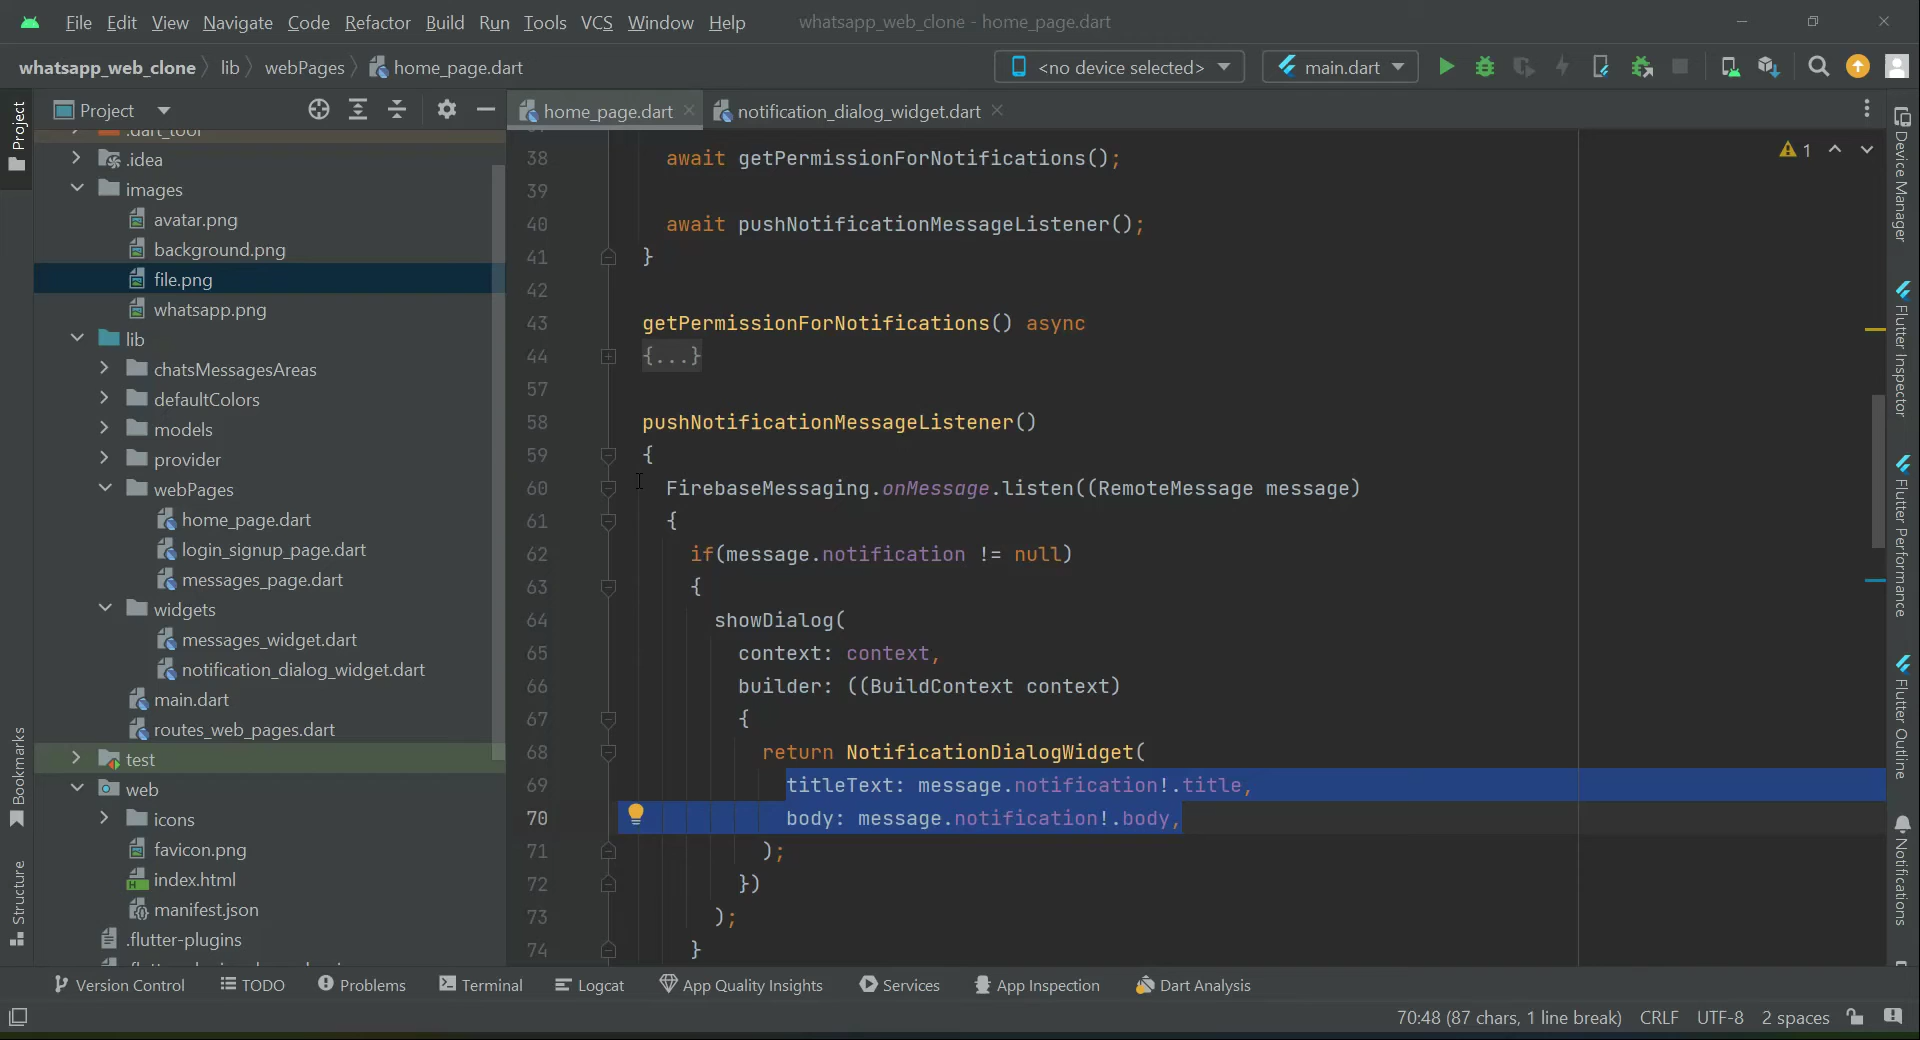 File Edit View Navigate Code Refactor Build Run Tools VCS Window Help whatsapp_web_clone - home_page.dart
whatsapp_web_clone lib webPages home_page.dart <no device selected> main.dart
Project
Project
home_page.dart
notification_dialog_widget.dart
.dart_tool
.idea
images
avatar.png
background.png
file.png
whatsapp.png
lib
chatsMessagesAreas
defaultColors
models
provider
webPages
home_page.dart
login_signup_page.dart
messages_page.dart
widgets
messages_widget.dart
notification_dialog_widget.dart
main.dart
routes_web_pages.dart
test
web
icons
favicon.png
index.html
manifest.json
.flutter-plugins
Bookmarks
Structure
38 await getPermissionForNotifications();
39
40 await pushNotificationMessageListener();
41 }
42
43 getPermissionForNotifications() async
44 {...}
57
58 pushNotificationMessageListener()
59 {
60 FirebaseMessaging.onMessage.listen((RemoteMessage message)
61 {
62 if(message.notification != null)
63 {
64 showDialog(
65 context: context,
66 builder: ((BuildContext context)
67 {
68 return NotificationDialogWidget(
69 titleText: message.notification!.title,
70 body: message.notification!.body,
71 );
72 })
73 );
74 }
1
Device Manager
Flutter Inspector
Flutter Performance
Flutter Outline
Notifications
Version Control TODO Problems Terminal Logcat App Quality Insights Services App Inspection Dart Analysis
70:48 (87 chars, 1 line break) CRLF UTF-8 2 spaces